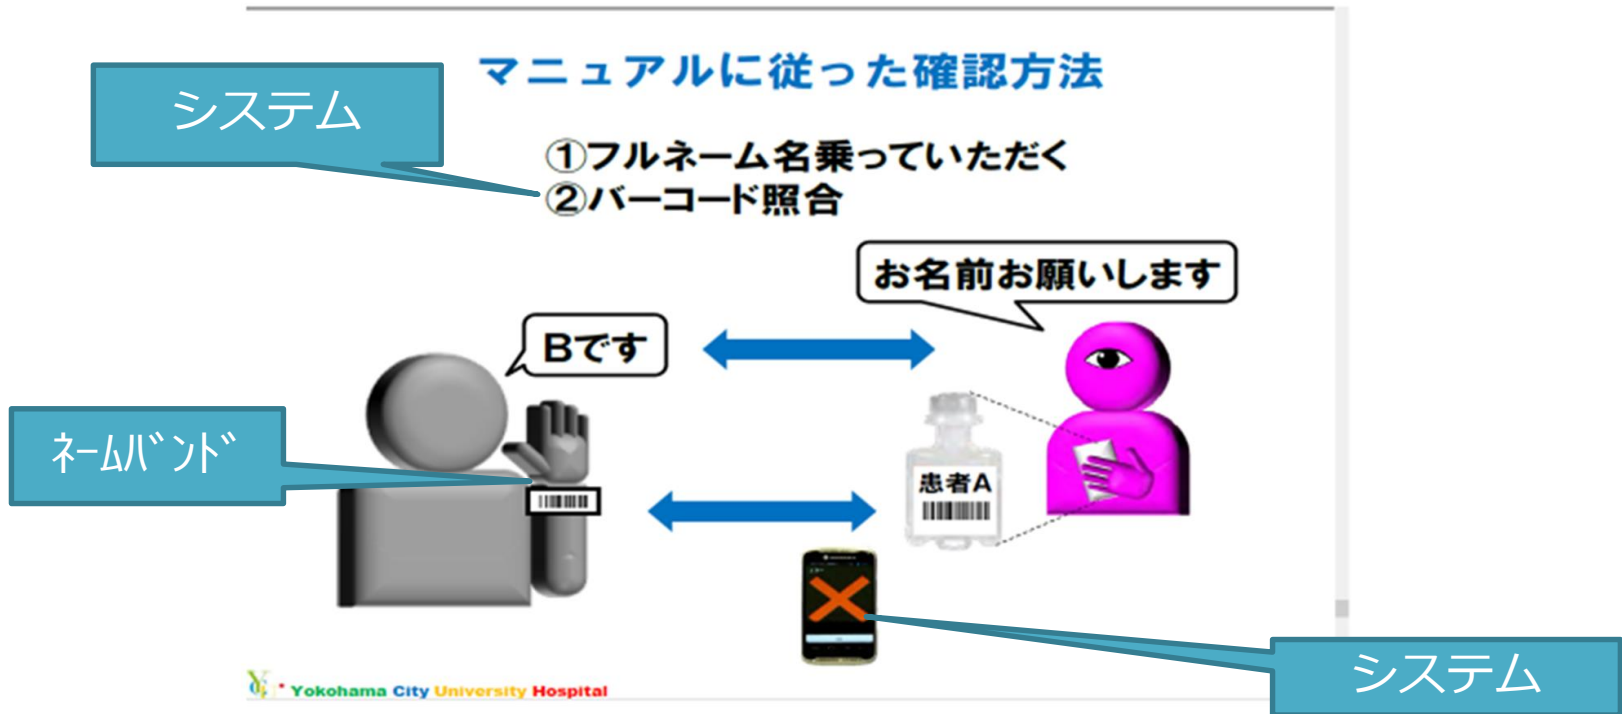 マニュアルに従った確認方法
システム
①フルネーム名乗っていただく
②バーコード照合
お名前お願いします
Bです
ﾈｰﾑﾊﾞﾝﾄﾞ
患者A
システム
Yokohama City University Hospital